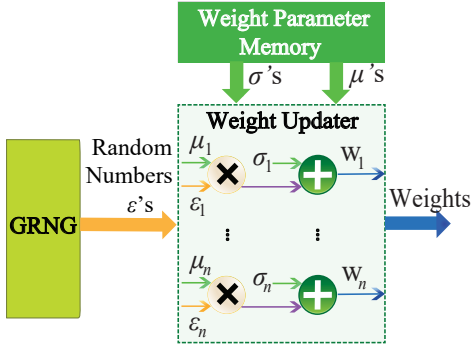 Weight Parameter
Memory
σ's μ's
Weight Updater
Random
Numbers
ε's
GRNG
μ1 σ1 W1
ε1
Weights
μn σn Wn
εn